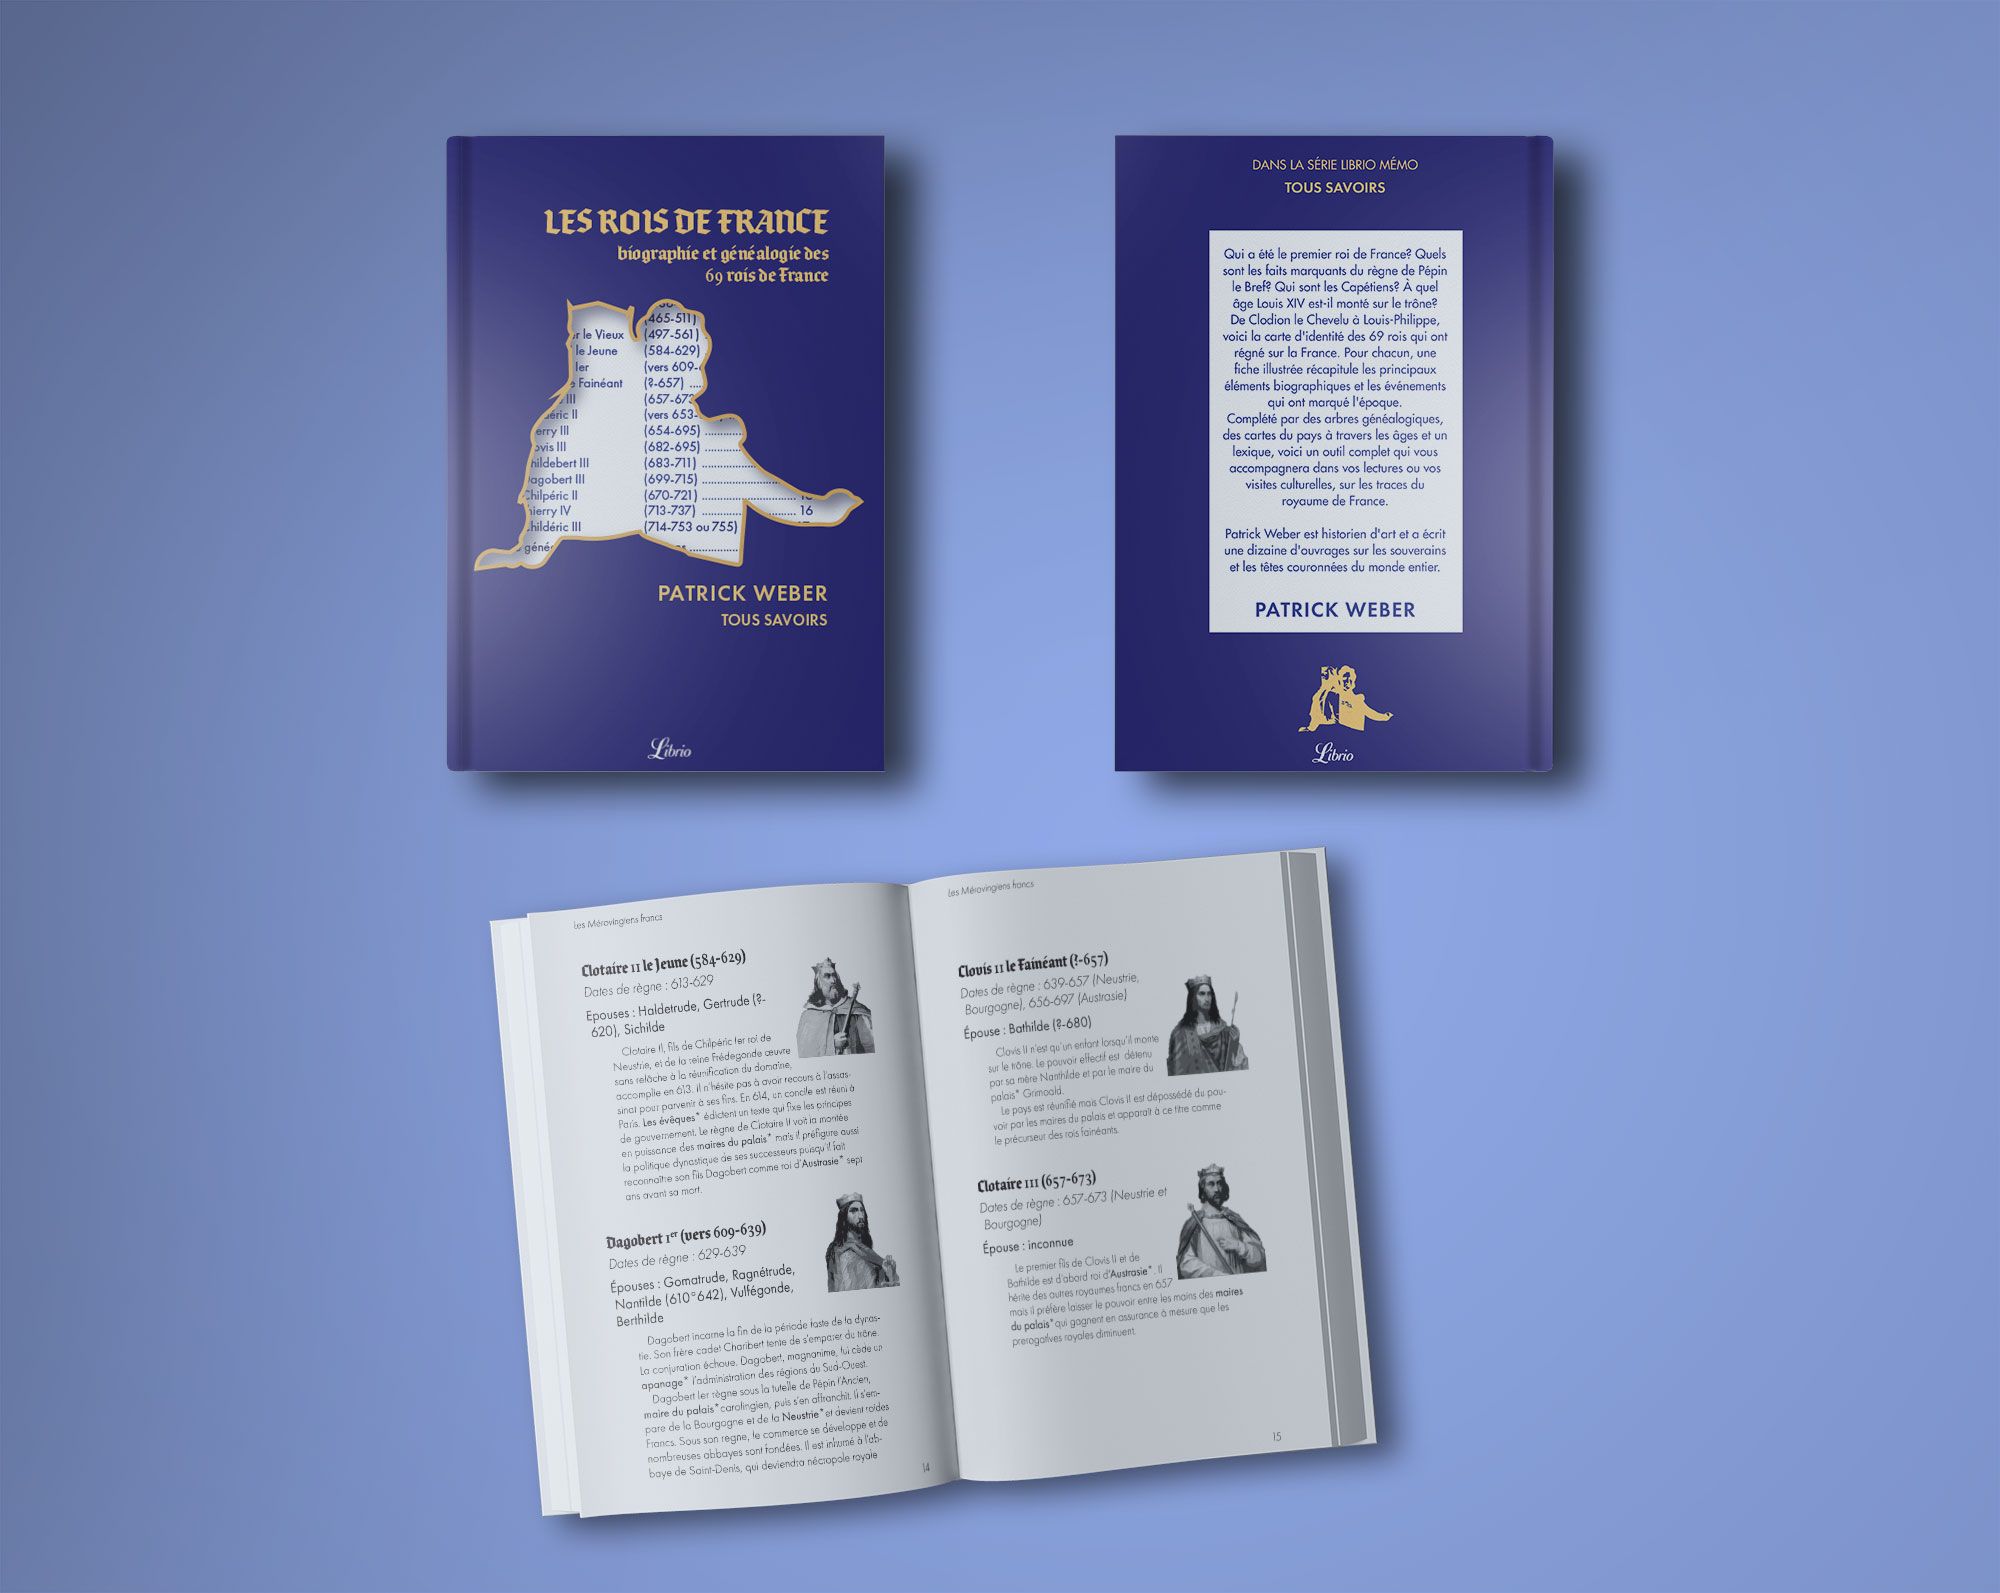 LES ROIS DE FRANCE
biographie et généalogie des
69 rois de France
(465-511)
r le Vieux (497-561)
le Jeune (584-629)
Ier (vers 609-
Fainéant (?-657) ....
III (657-673
éric II (vers 653-
erry III (654-695) ............
ovis III (682-695) ............
hildebert III (683-711) ................
agobert III (699-715) ......................
Chilpéric II (670-721) ..........................
hierry IV (713-737) .......... .......... 16
hildéric III (714-753 ou 755)
généa ................
PATRICK WEBER
TOUS SAVOIRS
Librio
DANS LA SÉRIE LIBRIO MÉMO
TOUS SAVOIRS
Qui a été le premier roi de France? Quels
sont les faits marquants du règne de Pépin
le Bref? Qui sont les Capétiens? À quel
âge Louis XIV est-il monté sur le trône?
De Clodion le Chevelu à Louis-Philippe,
voici la carte d'identité des 69 rois qui ont
régné sur la France. Pour chacun, une
fiche illustrée récapitule les principaux
éléments biographiques et les événements
qui ont marqué l'époque.
Complété par des arbres généalogiques,
des cartes du pays à travers les âges et un
lexique, voici un outil complet qui vous
accompagnera dans vos lectures ou vos
visites culturelles, sur les traces du
royaume de France.
Patrick Weber est historien d'art et a écrit
une dizaine d'ouvrages sur les souverains
et les têtes couronnées du monde entier.
PATRICK WEBER
Librio
Les Mérovingiens francs
Clotaire II le Jeune (584-629)
Dates de règne : 613-629
Epouses : Haldetrude, Gertrude (?-
620), Sichilde
Clotaire II, fils de Chilpéric Ier roi de
Neustrie, et de la reine Frédegonde œuvre
sans relâche à la réunification du domaine,
accomplie en 613. Il n'hésite pas à avoir recours à l'assas-
sinat pour parvenir à ses fins. En 614, un concile est réuni à
Paris. Les évêques* édictent un texte qui fixe les principes
de gouvernement. Le règne de Clotaire II voit la montée
en puissance des maires du palais* mais il préfigure aussi
la politique dynastique de ses successeurs puisqu'il fait
reconnaître son fils Dagobert comme roi d'Austrasie* sept
ans avant sa mort.
Dagobert Ier (vers 609-639)
Dates de règne : 629-639
Épouses : Gomatrude, Ragnétrude,
Nantilde (610°642), Vulfégonde,
Berthilde
Dagobert incarne la fin de la période faste de la dynas-
tie. Son frère cadet Charibert tente de s'emparer du trône.
La conjuration échoue. Dagobert, magnanime, lui cède un
apanage* l'administration des régions du Sud-Ouest.
Dagobert Ier règne sous la tutelle de Pépin l'Ancien,
maire du palais* carolingien, puis s'en affranchit. Il s'em-
pare de la Bourgogne et de la Neustrie* et devient roides
Francs. Sous son regne, le commerce se développe et de
nombreuses abbayes sont fondées. Il est inhumé à l'ab-
baye de Saint-Denis, qui deviendra nécropole royale
14
Les Mérovingiens francs
Clovis II le Fainéant (?-657)
Dates de règne : 639-657 (Neustrie,
Bourgogne), 656-697 (Austrasie)
Épouse : Bathilde (?-680)
Clovis II n'est qu'un enfant lorsqu'il monte
sur le trône. Le pouvoir effectif est détenu
par sa mère Nanthilde et par le maire du
palais* Grimoald.
Le pays est réunifié mais Clovis II est dépossédé du pou-
voir par les maires du palais et apparaît à ce titre comme
le précurseur des rois fainéants.
Clotaire III (657-673)
Dates de règne : 657-673 (Neustrie et
Bourgogne)
Épouse : inconnue
Le premier fils de Clovis II et de
Bathilde est d'abord roi d'Austrasie*. Il
hérite des autres royaumes francs en 657
mais il préfère laisser le pouvoir entre les mains des maires
du palais* qui gagnent en assurance à mesure que les
prerogatives royales diminuent.
15